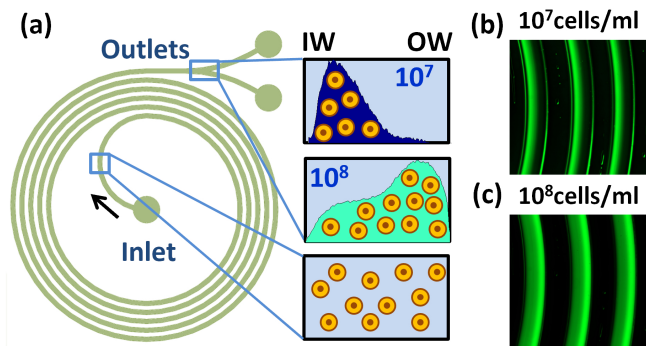 (a)
Outlets
Inlet
IW OW
10⁷
10⁸
(b) 10⁷cells/ml
(c) 10⁸cells/ml